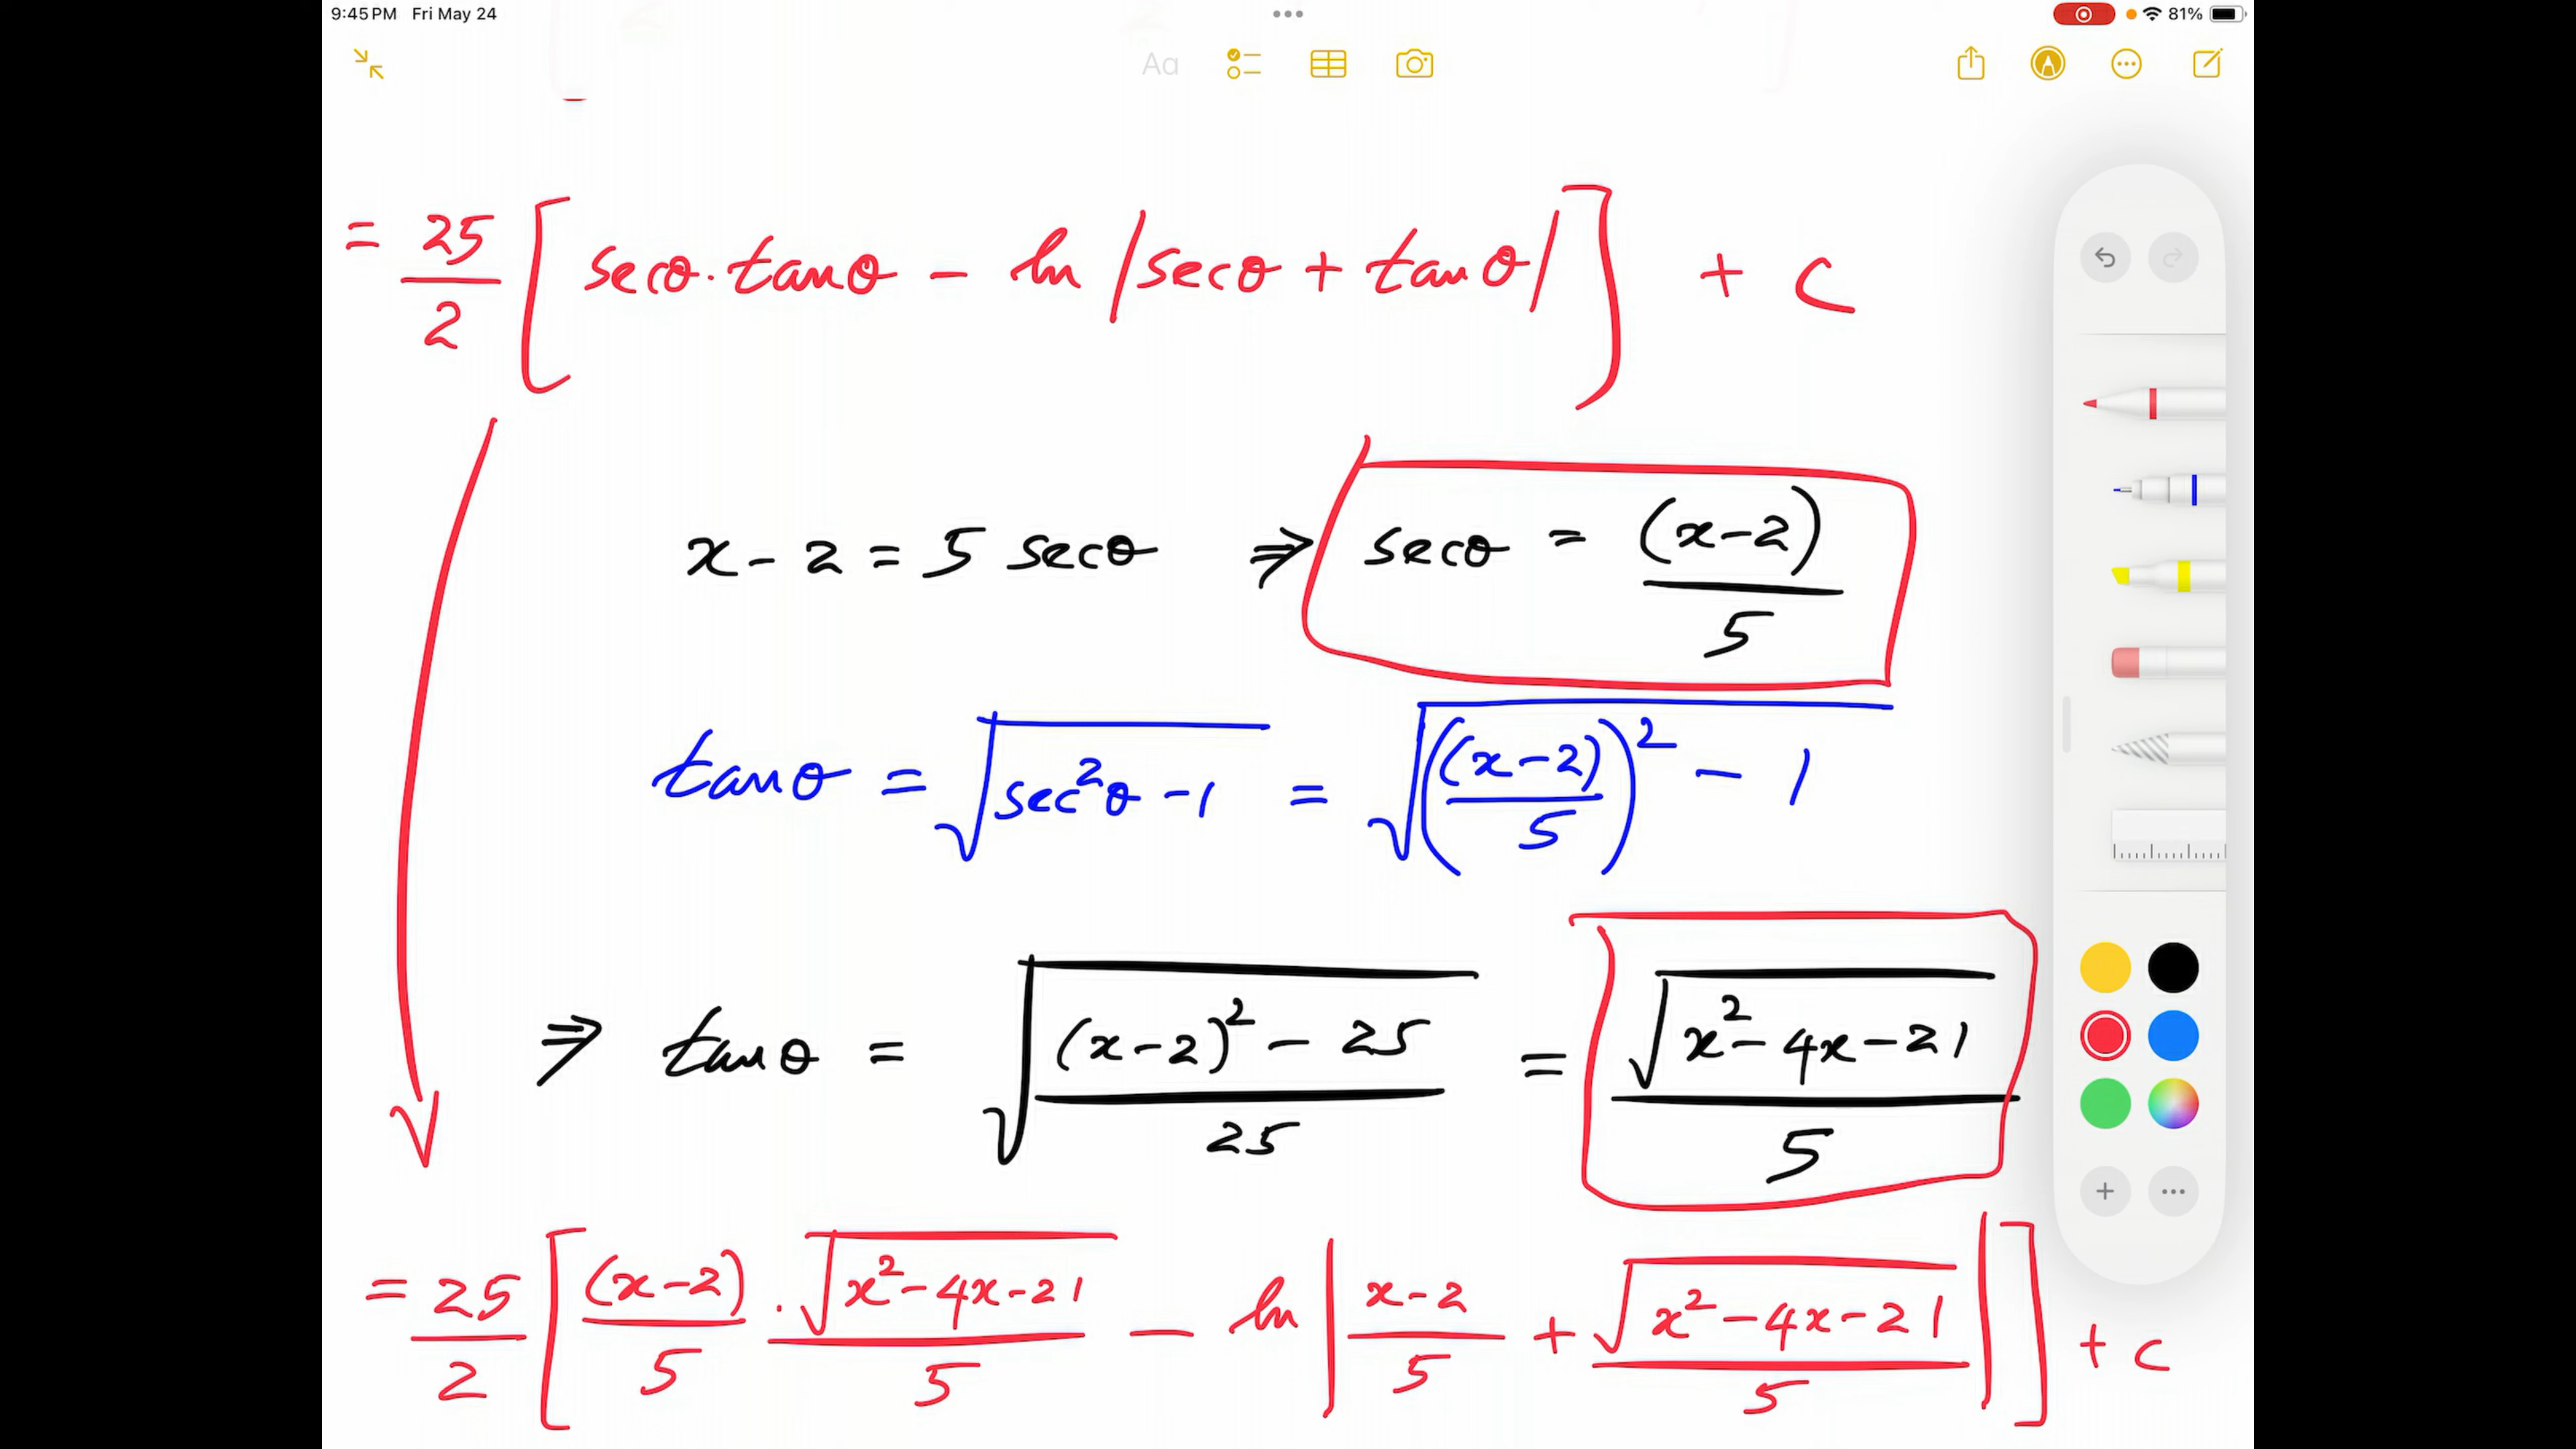 9:45 PM Fri May 24 81%
Aa
= 25/2 [ secθ · tanθ − ln |secθ + tanθ| ] + C
x − 2 = 5 secθ ⇒ secθ = (x−2)/5
tanθ = √(sec²θ −1) = √(((x−2)/5)² − 1)
⇒ tanθ = √(((x−2)² − 25)/25) = √(x² − 4x − 21)/5
= 25/2 [ (x−2)/5 · √(x² − 4x − 21)/5 − ln | x−2/5 + √(x² − 4x − 21)/5 | ] + C